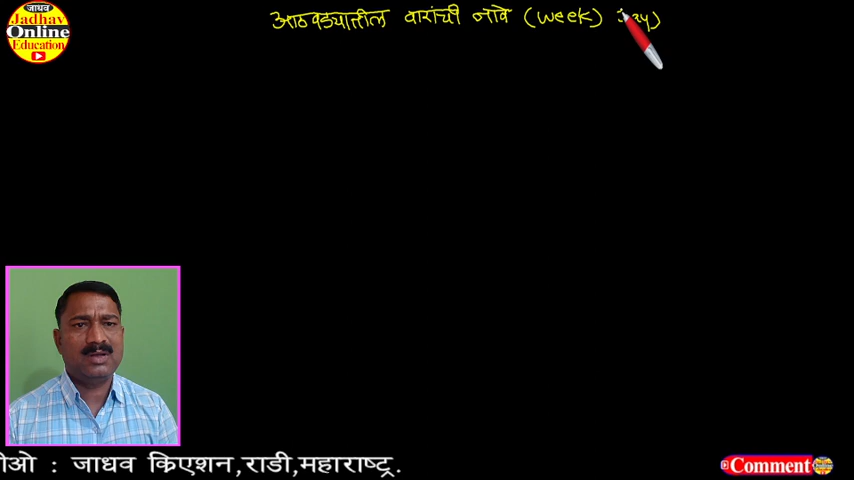 जाधव
Jadhav
Online
Education
आठवड्यातील वारांची नावे (week)
ीओ : जाधव क्रिएशन,राडी,महाराष्ट्र.
Comment